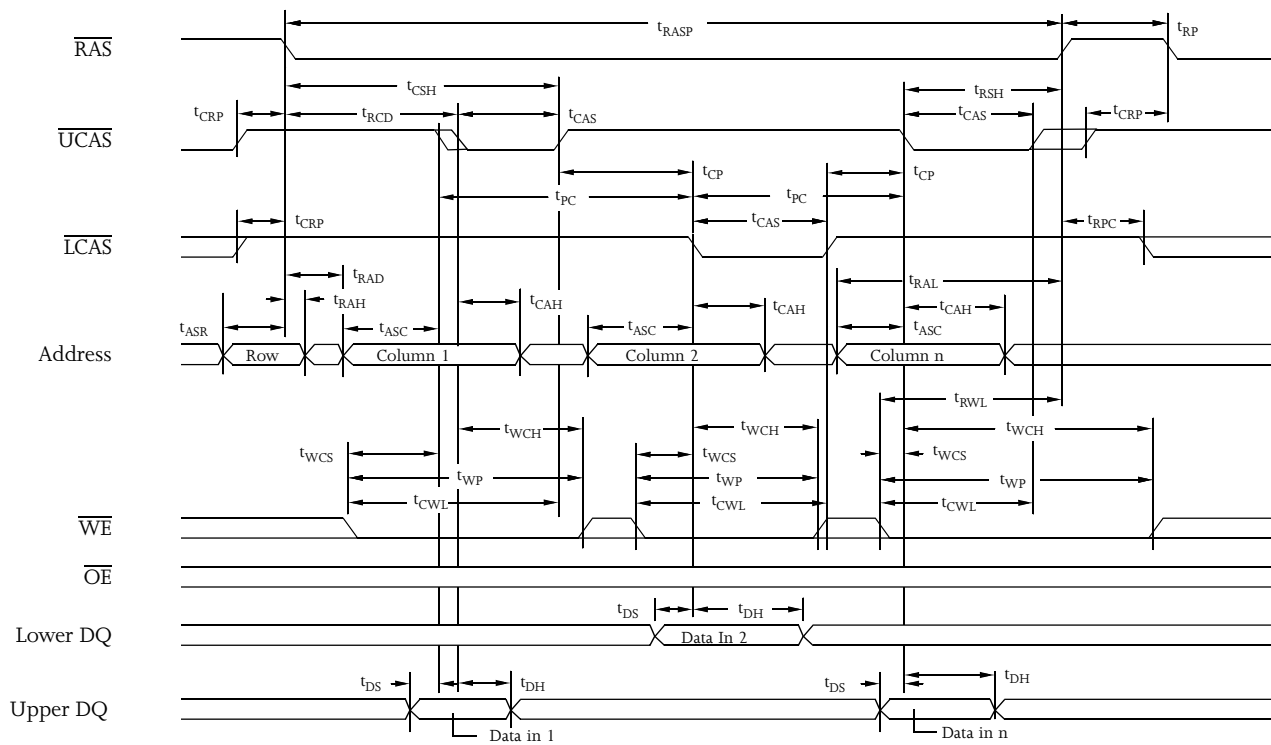 tRASP
tRP
RAS
tCSH
tRSH
tCRP
tRCD
tCAS
tCAS
tCRP
UCAS
tCP
tCP
tPC
tPC
tCRP
tCAS
tRPC
LCAS
tRAD
tRAL
tRAH
tCAH
tCAH
tCAH
tASR
tASC
tASC
tASC
Address
Row
Column 1
Column 2
Column n
tRWL
tWCH
tWCH
tWCH
tWCS
tWCS
tWCS
tWP
tWP
tWP
tCWL
tCWL
tCWL
WE
OE
tDS
tDH
Lower DQ
Data In 2
tDS
tDH
tDS
tDH
Upper DQ
Data in 1
Data in n